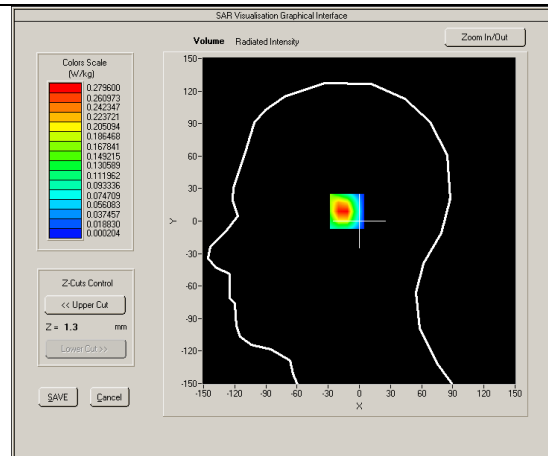 SAR Visualisation Graphical Interface
Volume Radiated Intensity
Zoom In/Out
Colors Scale
(W/kg)
0.279600
0.260973
0.242347
0.223721
0.205094
0.186468
0.167841
0.149215
0.130589
0.111962
0.093336
0.074709
0.056083
0.037457
0.018830
0.000204
Z-Cuts Control
<< Upper Cut
Z = 1.3 mm
Lower Cut >>
SAVE Cancel
150
120
90
60
30
0
-30
-60
-90
-120
-150
Y
-150 -120 -90 -60 -30 0 30 60 90 120 150
X